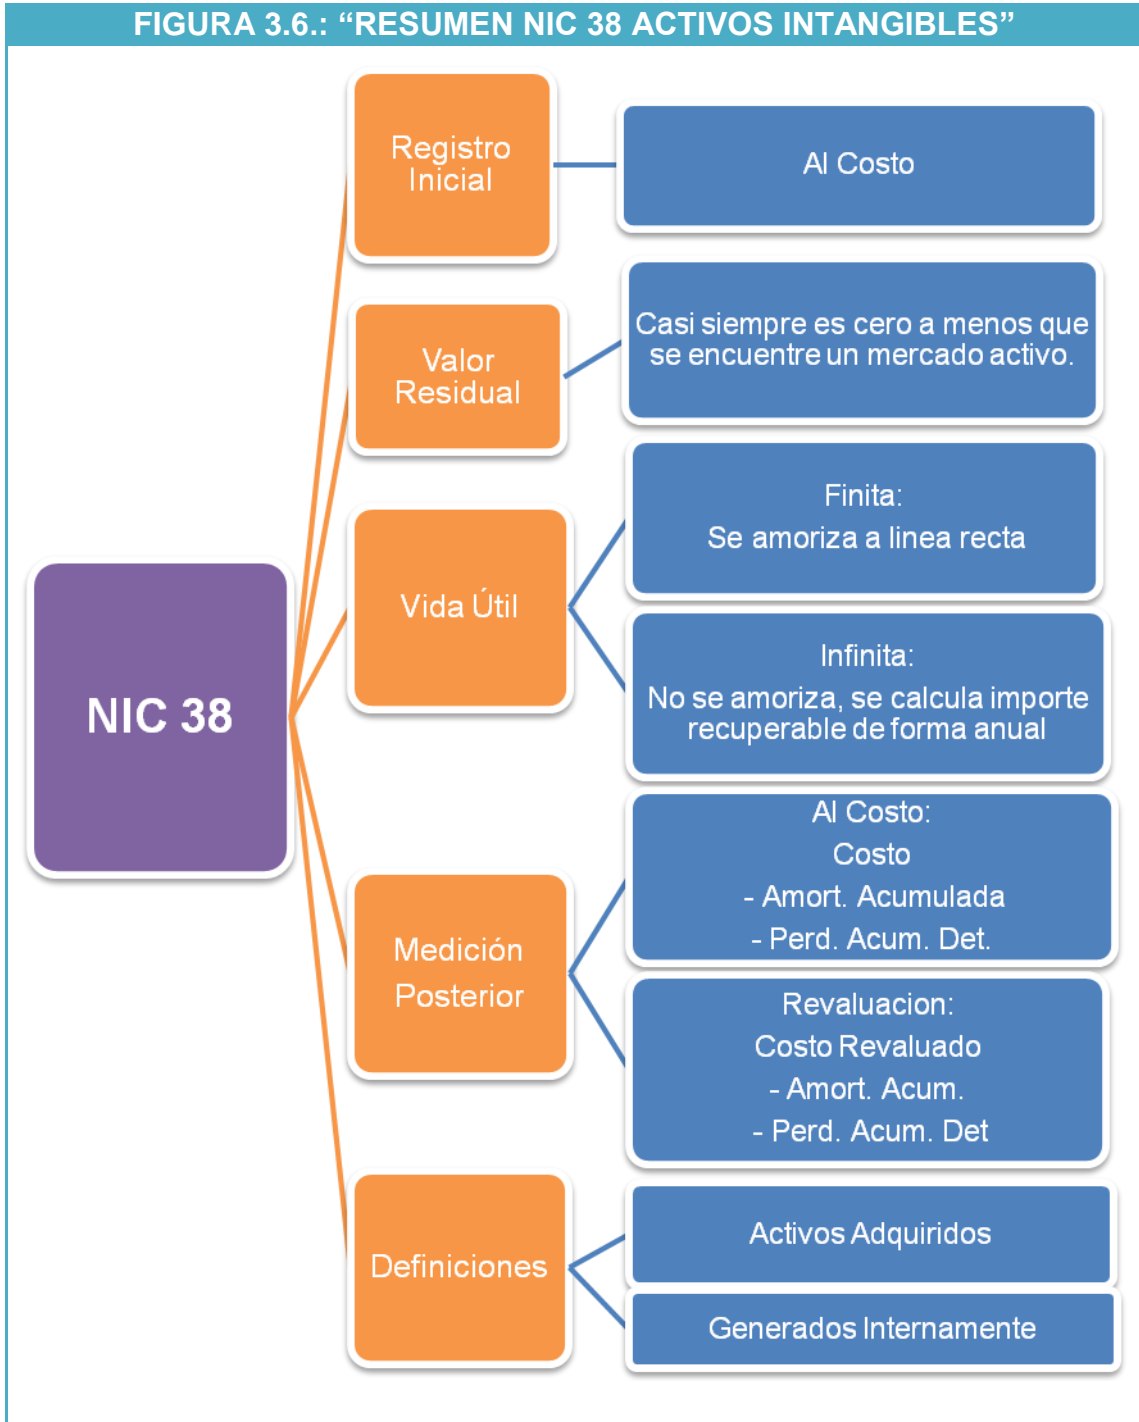 FIGURA 3.6.: “RESUMEN NIC 38 ACTIVOS INTANGIBLES”
NIC 38
Registro
Inicial
Al Costo
Valor
Residual
Casi siempre es cero a menos que
se encuentre un mercado activo.
Vida Útil
Finita:
Se amoriza a linea recta
Infinita:
No se amoriza, se calcula importe
recuperable de forma anual
Medición
Posterior
Al Costo:
Costo
- Amort. Acumulada
- Perd. Acum. Det.
Revaluacion:
Costo Revaluado
- Amort. Acum.
- Perd. Acum. Det
Definiciones
Activos Adquiridos
Generados Internamente